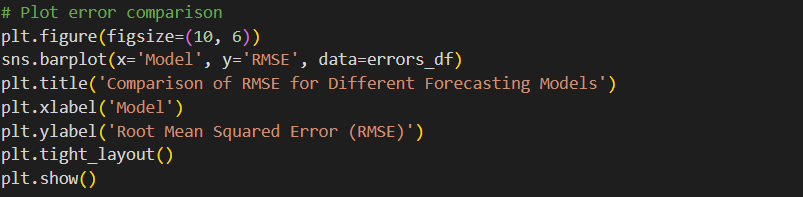 # Plot error comparison
plt.figure(figsize=(10, 6))
sns.barplot(x='Model', y='RMSE', data=errors_df)
plt.title('Comparison of RMSE for Different Forecasting Models')
plt.xlabel('Model')
plt.ylabel('Root Mean Squared Error (RMSE)')
plt.tight_layout()
plt.show()